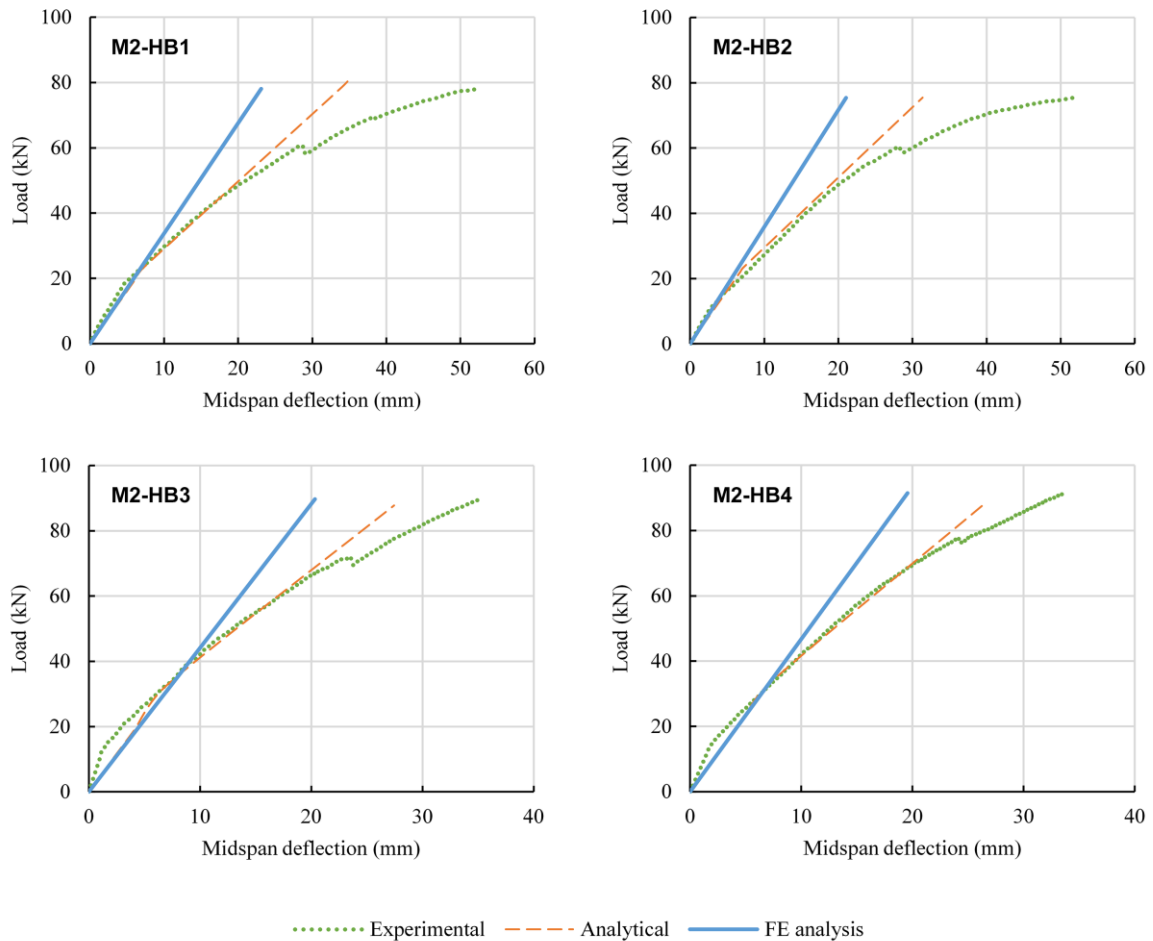 M2-HB1
Load (kN)
100
80
60
40
20
0
0 10 20 30 40 50 60
Midspan deflection (mm)
M2-HB2
Load (kN)
100
80
60
40
20
0
0 10 20 30 40 50 60
Midspan deflection (mm)
M2-HB3
Load (kN)
100
80
60
40
20
0
0 10 20 30 40
Midspan deflection (mm)
M2-HB4
Load (kN)
100
80
60
40
20
0
0 10 20 30 40
Midspan deflection (mm)
Experimental Analytical FE analysis